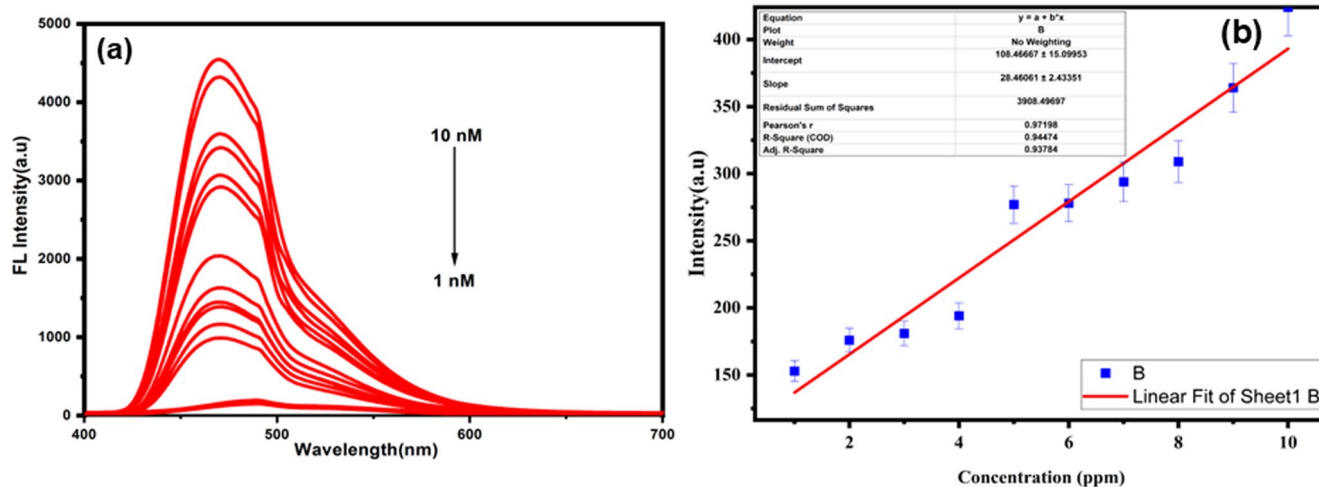 (a)
FL Intensity(a.u)
5000
4000
3000
2000
1000
0
10 nM
1 nM
400 500 600 700
Wavelength(nm)
(b)
Equation y = a + b*x
Plot B
Weight No Weighting
Intercept 108.46667 ± 15.09953
Slope 28.46061 ± 2.43351
Residual Sum of Squares 3908.49697
Pearson's r 0.97198
R-Square (COD) 0.94474
Adj. R-Square 0.93784
Intensity(a.u)
400
350
300
250
200
150
B
Linear Fit of Sheet1 B
2 4 6 8 10
Concentration (ppm)